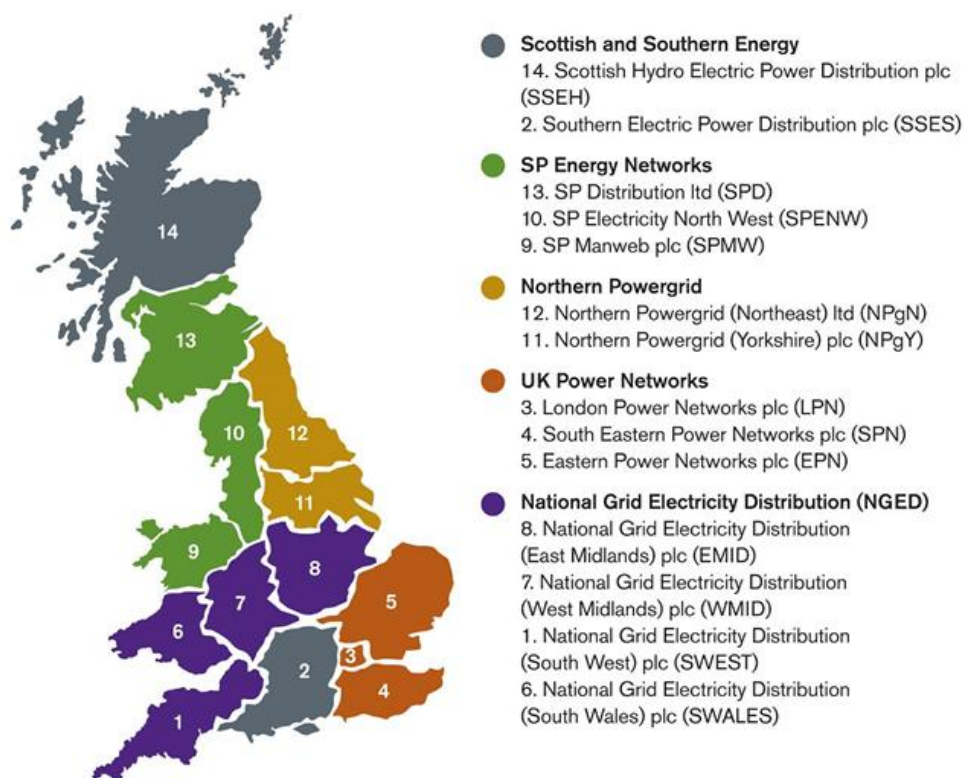 Scottish and Southern Energy
14. Scottish Hydro Electric Power Distribution plc
(SSEH)
2. Southern Electric Power Distribution plc (SSES)
SP Energy Networks
13. SP Distribution ltd (SPD)
10. SP Electricity North West (SPENW)
9. SP Manweb plc (SPMW)
Northern Powergrid
12. Northern Powergrid (Northeast) ltd (NPgN)
11. Northern Powergrid (Yorkshire) plc (NPgY)
UK Power Networks
3. London Power Networks plc (LPN)
4. South Eastern Power Networks plc (SPN)
5. Eastern Power Networks plc (EPN)
National Grid Electricity Distribution (NGED)
8. National Grid Electricity Distribution
(East Midlands) plc (EMID)
7. National Grid Electricity Distribution
(West Midlands) plc (WMID)
1. National Grid Electricity Distribution
(South West) plc (SWEST)
6. National Grid Electricity Distribution
(South Wales) plc (SWALES)
14
13
10
12
11
9
8
7
5
6
3
2
4
1